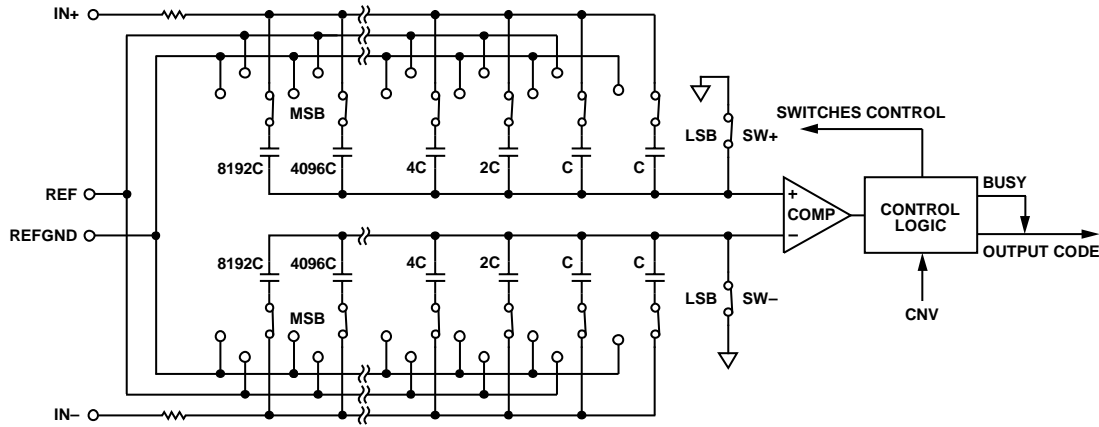 IN+
MSB
SWITCHES CONTROL
LSB SW+
8192C 4096C 4C 2C C C
REF
BUSY
+
COMP
−
CONTROL
LOGIC
REFGND
OUTPUT CODE
8192C 4096C 4C 2C C C
LSB SW−
MSB
CNV
IN−